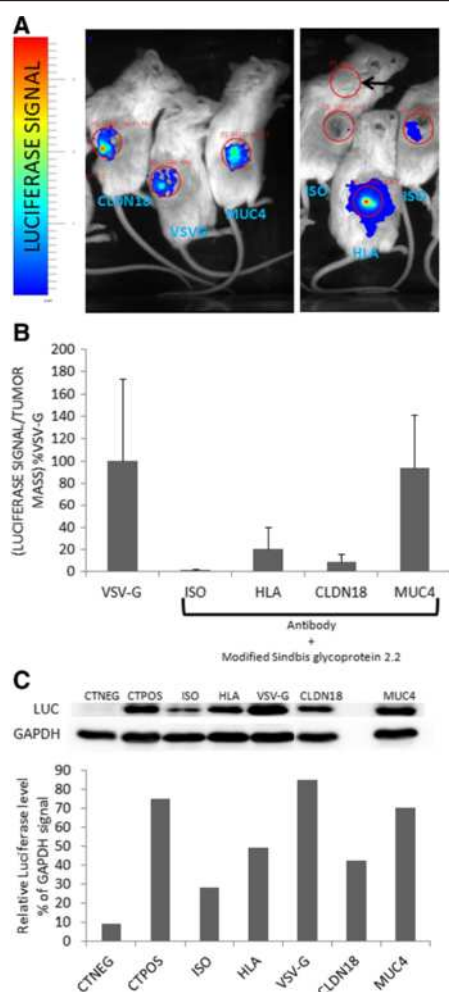 A
LUCIFERASE SIGNAL
CLDN18
VSVG
MUC4
ISO
ISO
HLA
B
(LUCIFERASE SIGNAL/TUMOR
MASS) %VSV-G
200
180
160
140
120
100
80
60
40
20
0
VSV-G ISO HLA CLDN18 MUC4
Antibody
+
Modified Sindbis glycoprotein 2.2
C
CTNEG CTPOS ISO HLA VSV-G CLDN18 MUC4
LUC
GAPDH
Relative Luciferase level
% of GAPDH signal
90
80
70
60
50
40
30
20
10
0
CTNEG CTPOS ISO HLA VSV-G CLDN18 MUC4